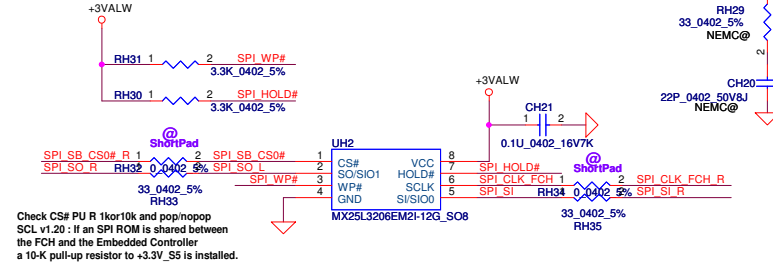 +3VALW
RH31 1 2 SPI_WP#
3.3K_0402_5%
RH30 1 2 SPI_HOLD#
3.3K_0402_5%
RH29
33_0402_5%
NEMC@
2
CH20
22P_0402_50V8J
NEMC@
+3VALW
CH21
1 2
0.1U_0402_16V7K
@
ShortPad
SPI_SB_CS0#_R 1 2 SPI_SB_CS0#
SPI_SO_R RH32 0_0402_5% SPI_SO_L
33_0402_5%
RH33
SPI_WP#
UH2
1 CS# VCC 8
2 SO/SIO1 HOLD# 7 SPI_HOLD#
3 WP# SCLK 6 SPI_CLK_FCH
4 GND SI/SIO0 5 SPI_SI
MX25L3206EM2I-12G_SO8
@
ShortPad
1 2 SPI_CLK_FCH_R
RH34 0_0402_5% SPI_SI_R
33_0402_5%
RH35
Check CS# PU R 1kor10k and pop/nopop
SCL v1.20 : If an SPI ROM is shared between
the FCH and the Embedded Controller
a 10-K pull-up resistor to +3.3V_S5 is installed.